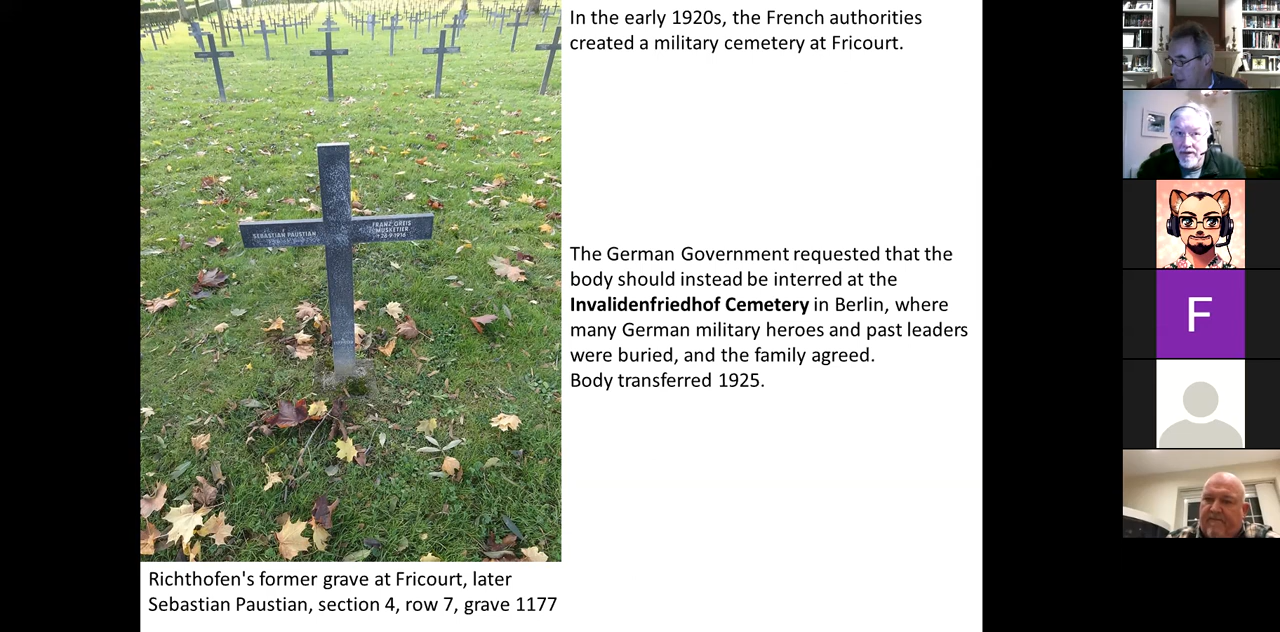 In the early 1920s, the French authorities
created a military cemetery at Fricourt.
SEBASTIAN PAUSTIAN
FRANZ OREIS
MUSKETIER
The German Government requested that the
body should instead be interred at the
Invalidenfriedhof Cemetery in Berlin, where
many German military heroes and past leaders
were buried, and the family agreed.
Body transferred 1925.
Richthofen's former grave at Fricourt, later
Sebastian Paustian, section 4, row 7, grave 1177
F